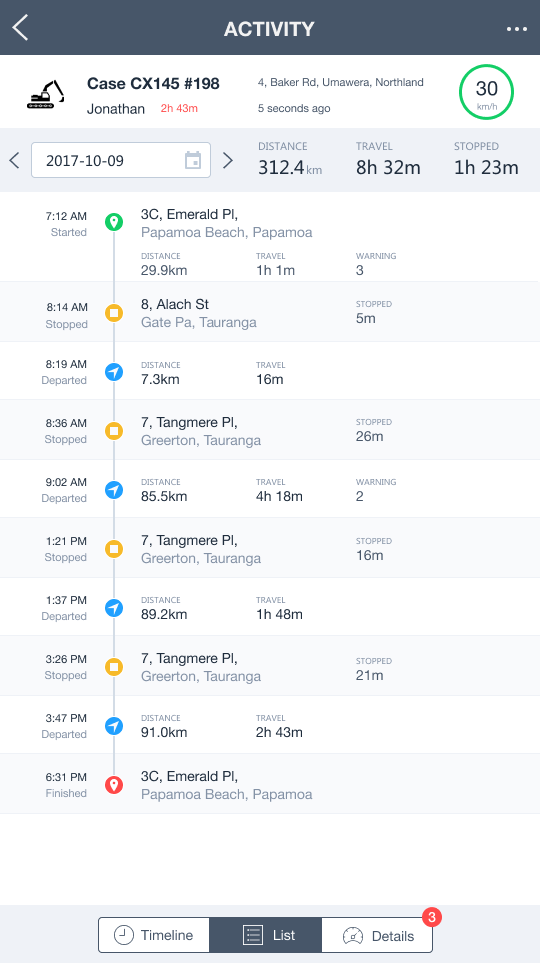 ACTIVITY
Case CX145 #198
Jonathan 2h 43m
4, Baker Rd, Umawera, Northland
5 seconds ago
30
km/h
2017-10-09
DISTANCE TRAVEL STOPPED
312.4km 8h 32m 1h 23m
7:12 AM
Started
3C, Emerald Pl,
Papamoa Beach, Papamoa
DISTANCE TRAVEL WARNING
29.9km 1h 1m 3
8:14 AM
Stopped
8, Alach St
Gate Pa, Tauranga
STOPPED
5m
8:19 AM
Departed
DISTANCE TRAVEL
7.3km 16m
8:36 AM
Stopped
7, Tangmere Pl,
Greerton, Tauranga
STOPPED
26m
9:02 AM
Departed
DISTANCE TRAVEL WARNING
85.5km 4h 18m 2
1:21 PM
Stopped
7, Tangmere Pl,
Greerton, Tauranga
STOPPED
16m
1:37 PM
Departed
DISTANCE TRAVEL
89.2km 1h 48m
3:26 PM
Stopped
7, Tangmere Pl,
Greerton, Tauranga
STOPPED
21m
3:47 PM
Departed
DISTANCE TRAVEL
91.0km 2h 43m
6:31 PM
Finished
3C, Emerald Pl,
Papamoa Beach, Papamoa
Timeline List Details 3